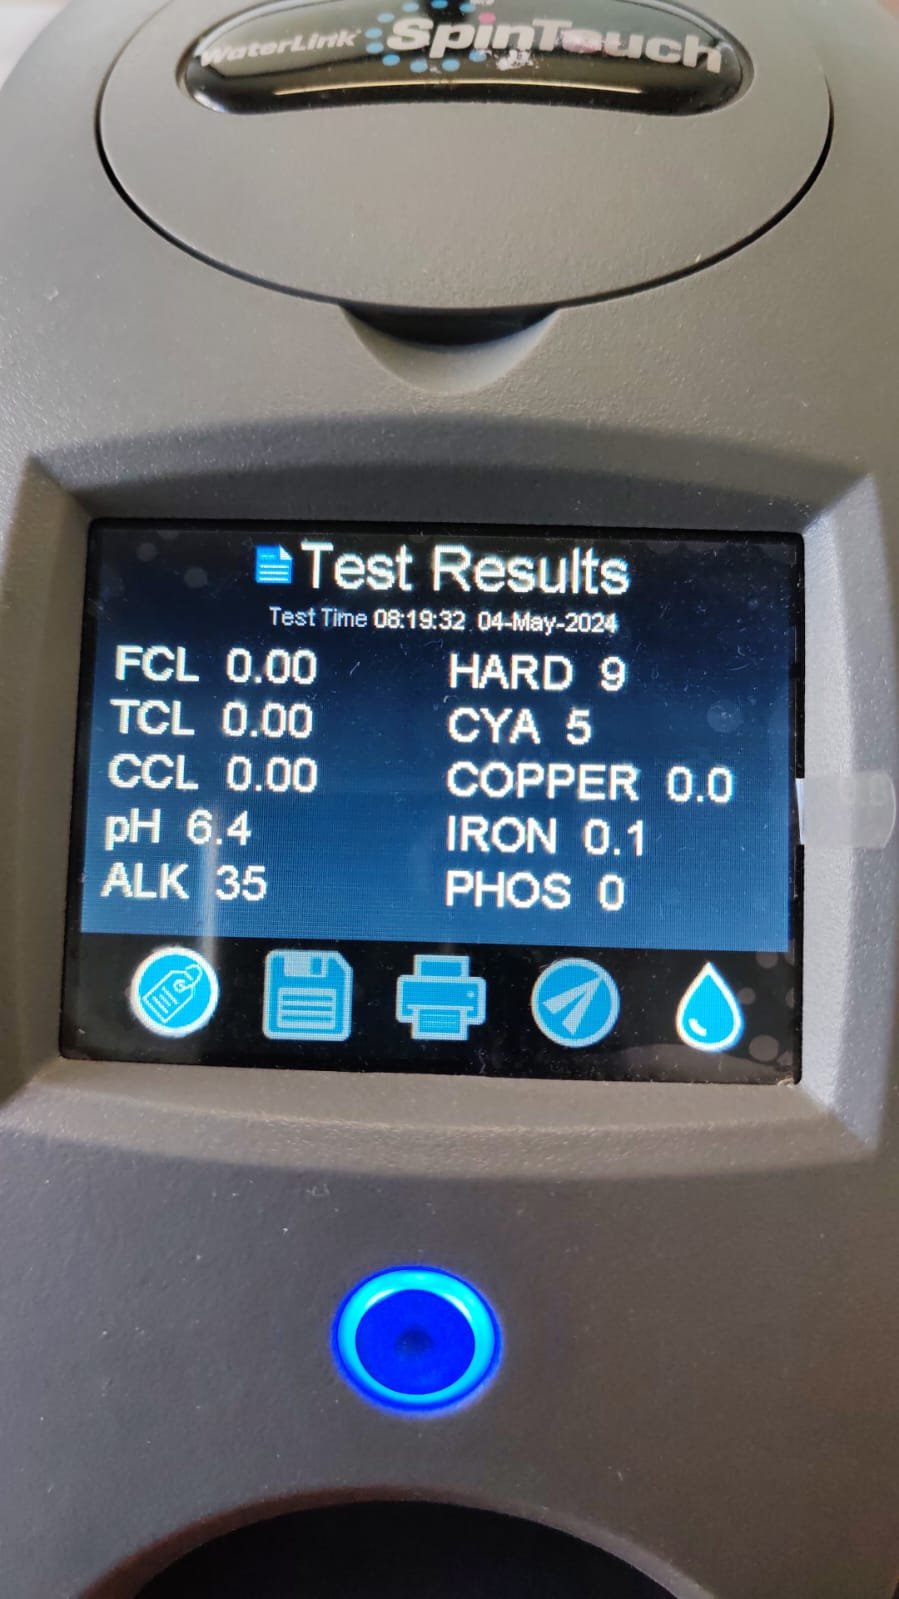 WaterLink SpinTouch
Test Results
Test Time 08:19:32 04-May-2024
FCL 0.00
TCL 0.00
CCL 0.00
pH 6.4
ALK 35
HARD 9
CYA 5
COPPER 0.0
IRON 0.1
PHOS 0